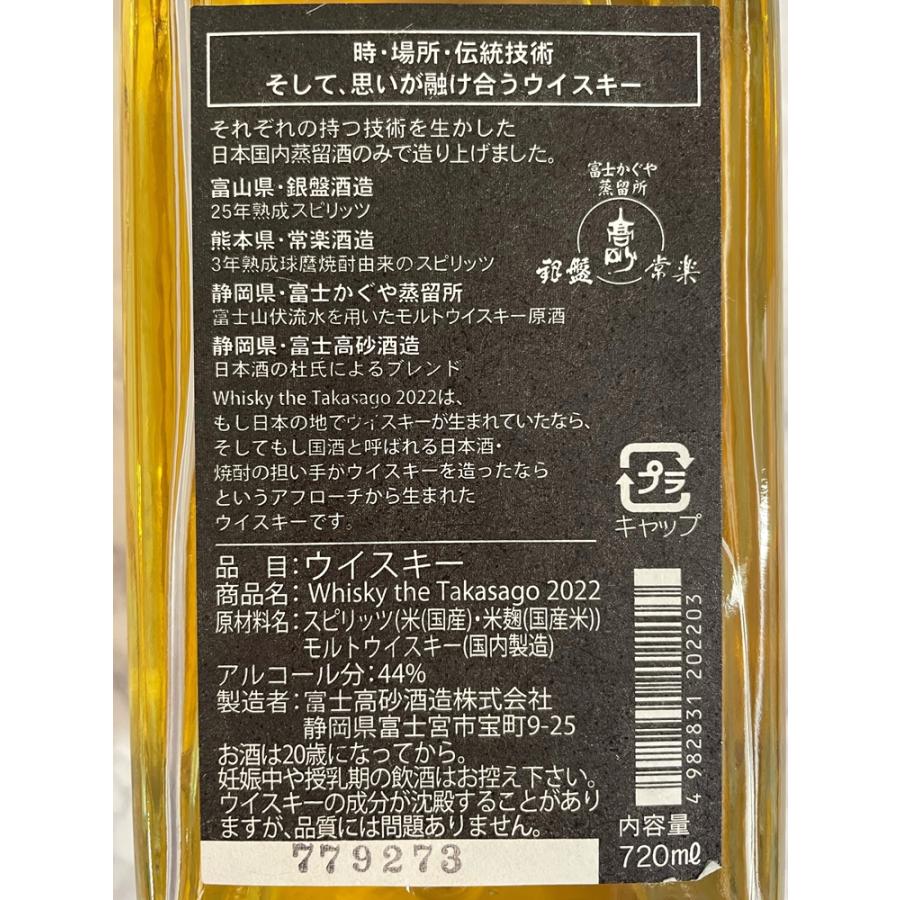 時・場所・伝統技術
そして、思いが融け合うウイスキー
それぞれの持つ技術を生かした
日本国内蒸留酒のみで造り上げました。
富山県・銀盤酒造
25年熟成スピリッツ
熊本県・常楽酒造
3年熟成球磨焼酎由来のスピリッツ
静岡県・富士かぐや蒸留所
富士山伏流水を用いたモルトウイスキー原酒
静岡県・富士高砂酒造
日本酒の杜氏によるブレンド
Whisky the Takasago 2022は、
もし日本の地でウイスキーが生まれていたなら、
そしてもし国酒と呼ばれる日本酒・
焼酎の担い手がウイスキーを造ったなら
というアフローチから生まれた
ウイスキーです。
富士かぐや
蒸留所
高砂
銀盤 常楽
プラ
キャップ
品 目：ウイスキー
商品名：Whisky the Takasago 2022
原材料名：スピリッツ(米(国産)・米麹(国産米))
モルトウイスキー(国内製造)
アルコール分：44%
製造者：富士高砂酒造株式会社
静岡県富士宮市宝町9-25
お酒は20歳になってから。
妊娠中や授乳期の飲酒はお控え下さい。
ウイスキーの成分が沈殿することがあり
ますが、品質には問題ありません。
4 982831 202203
内容量
720mℓ
779273